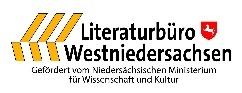 Literaturbüro
Westniedersachsen
Gefördert vom Niedersächsischen Ministerium
für Wissenschaft und Kultur